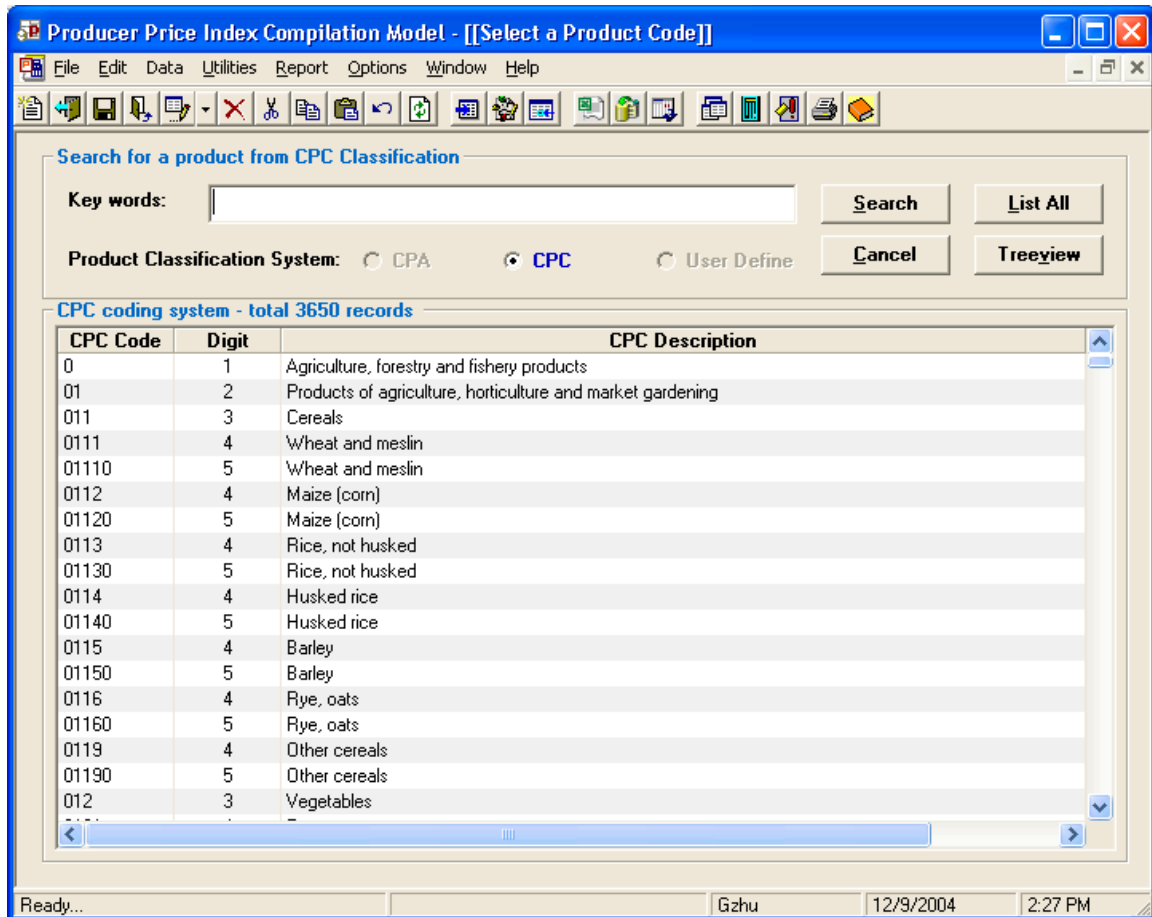 Producer Price Index Compilation Model - [[Select a Product Code]]
File Edit Data Utilities Report Options Window Help
Search for a product from CPC Classification
Key words: Search List All
Product Classification System: CPA CPC User Define Cancel Treeview
CPC coding system - total 3650 records
CPC Code Digit CPC Description
0 1 Agriculture, forestry and fishery products
01 2 Products of agriculture, horticulture and market gardening
011 3 Cereals
0111 4 Wheat and meslin
01110 5 Wheat and meslin
0112 4 Maize (corn)
01120 5 Maize (corn)
0113 4 Rice, not husked
01130 5 Rice, not husked
0114 4 Husked rice
01140 5 Husked rice
0115 4 Barley
01150 5 Barley
0116 4 Rye, oats
01160 5 Rye, oats
0119 4 Other cereals
01190 5 Other cereals
012 3 Vegetables
Ready... Gzhu 12/9/2004 2:27 PM